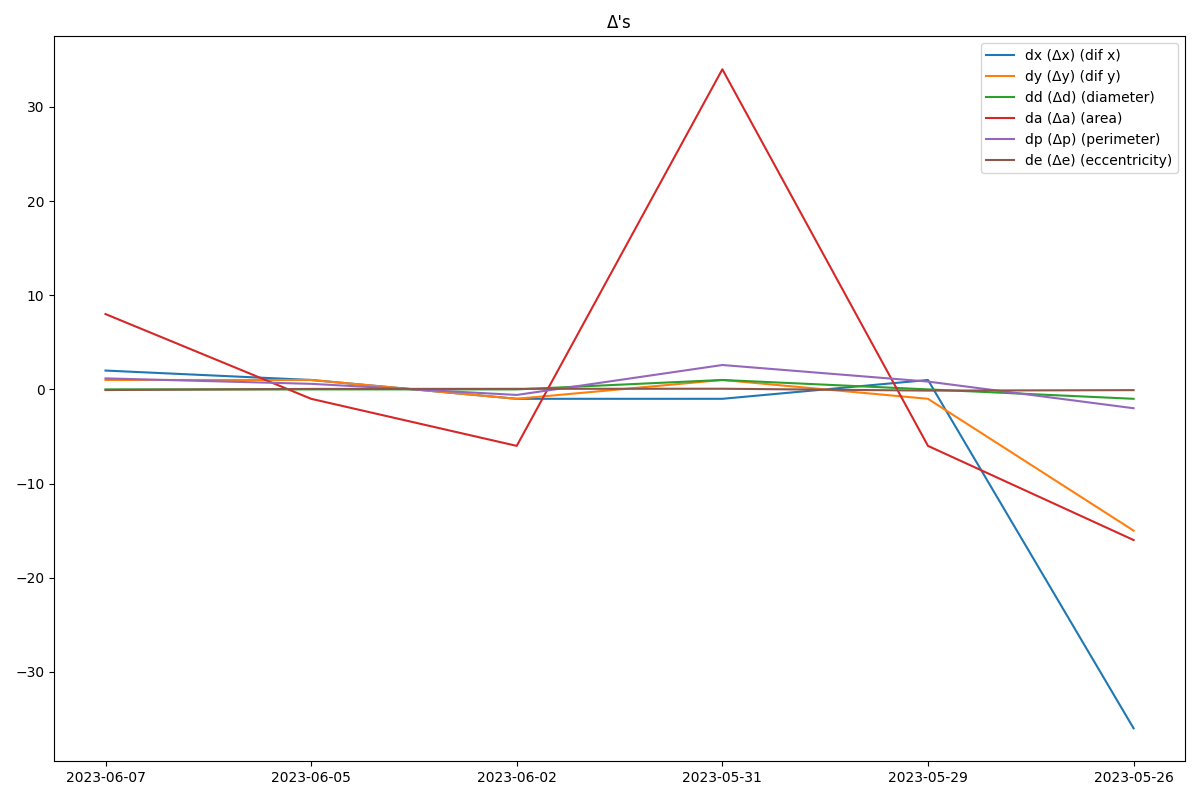 Δ's
dx (Δx) (dif x)
dy (Δy) (dif y)
dd (Δd) (diameter)
da (Δa) (area)
dp (Δp) (perimeter)
de (Δe) (eccentricity)
30
20
10
0
−10
−20
−30
2023-06-07 2023-06-05 2023-06-02 2023-05-31 2023-05-29 2023-05-26